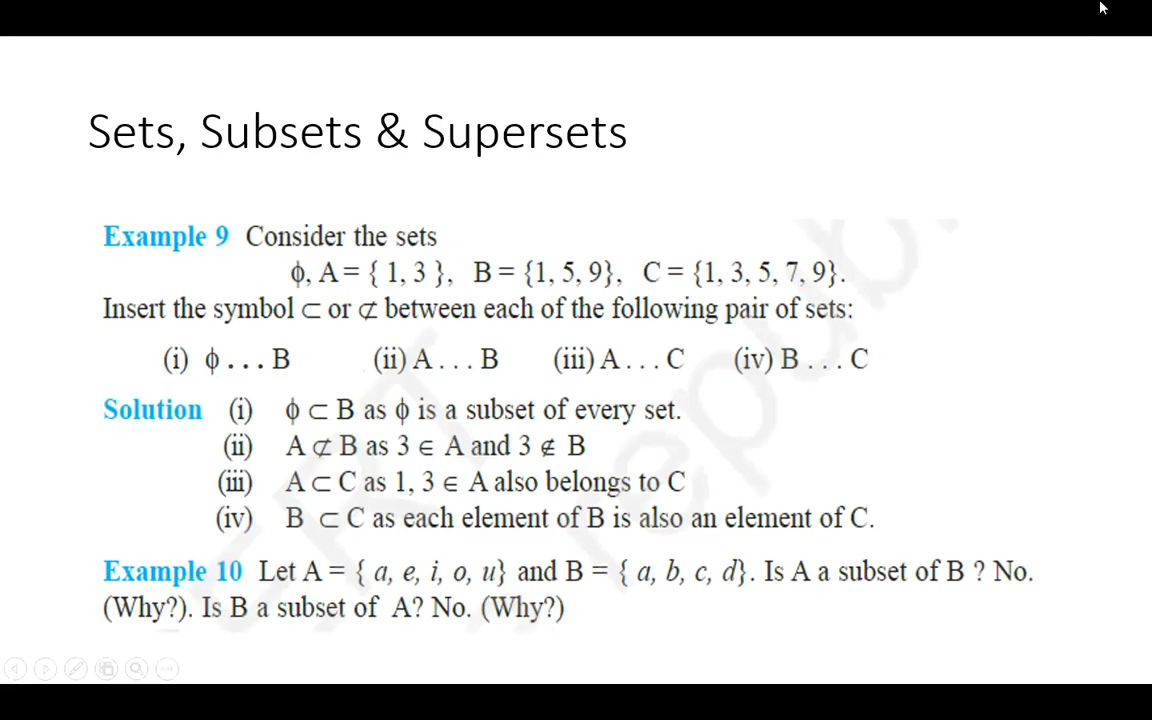 Sets, Subsets & Supersets
Example 9 Consider the sets
ϕ, A = { 1, 3 }, B = {1, 5, 9}, C = {1, 3, 5, 7, 9}.
Insert the symbol ⊂ or ⊄ between each of the following pair of sets:
(i) ϕ . . . B (ii) A . . . B (iii) A . . . C (iv) B . . . C
Solution (i) ϕ ⊂ B as ϕ is a subset of every set.
(ii) A ⊄ B as 3 ∈ A and 3 ∉ B
(iii) A ⊂ C as 1, 3 ∈ A also belongs to C
(iv) B ⊂ C as each element of B is also an element of C.
Example 10 Let A = { a, e, i, o, u} and B = { a, b, c, d}. Is A a subset of B ? No.
(Why?). Is B a subset of A? No. (Why?)